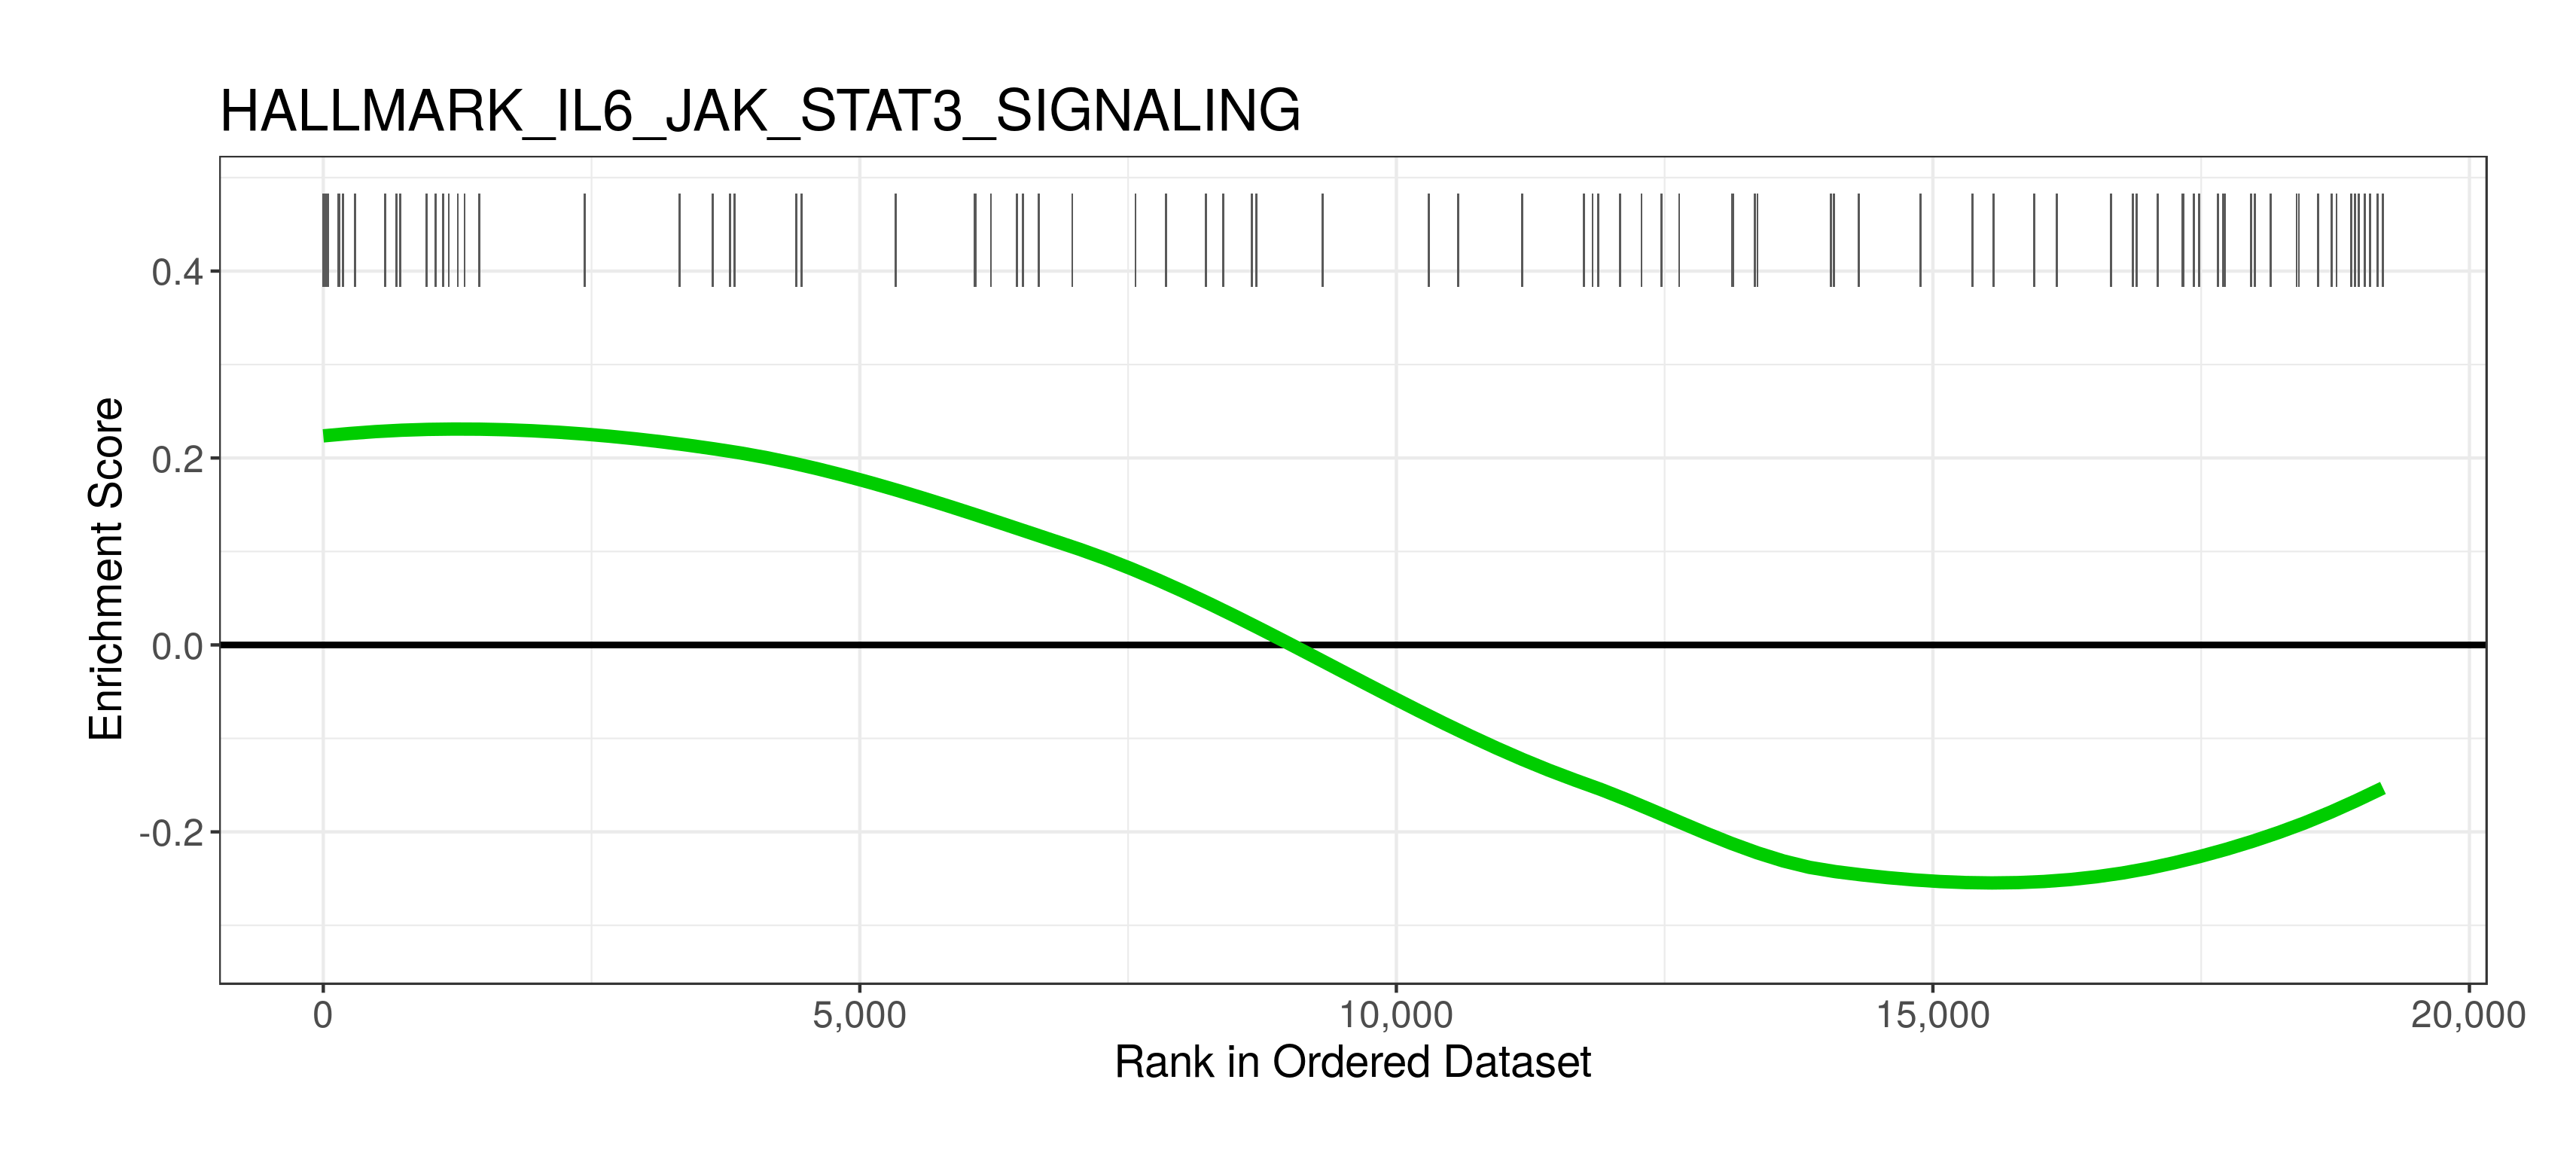 HALLMARK_IL6_JAK_STAT3_SIGNALING
Enrichment Score
0.4
0.2
0.0
-0.2
0 5,000 10,000 15,000 20,000
Rank in Ordered Dataset